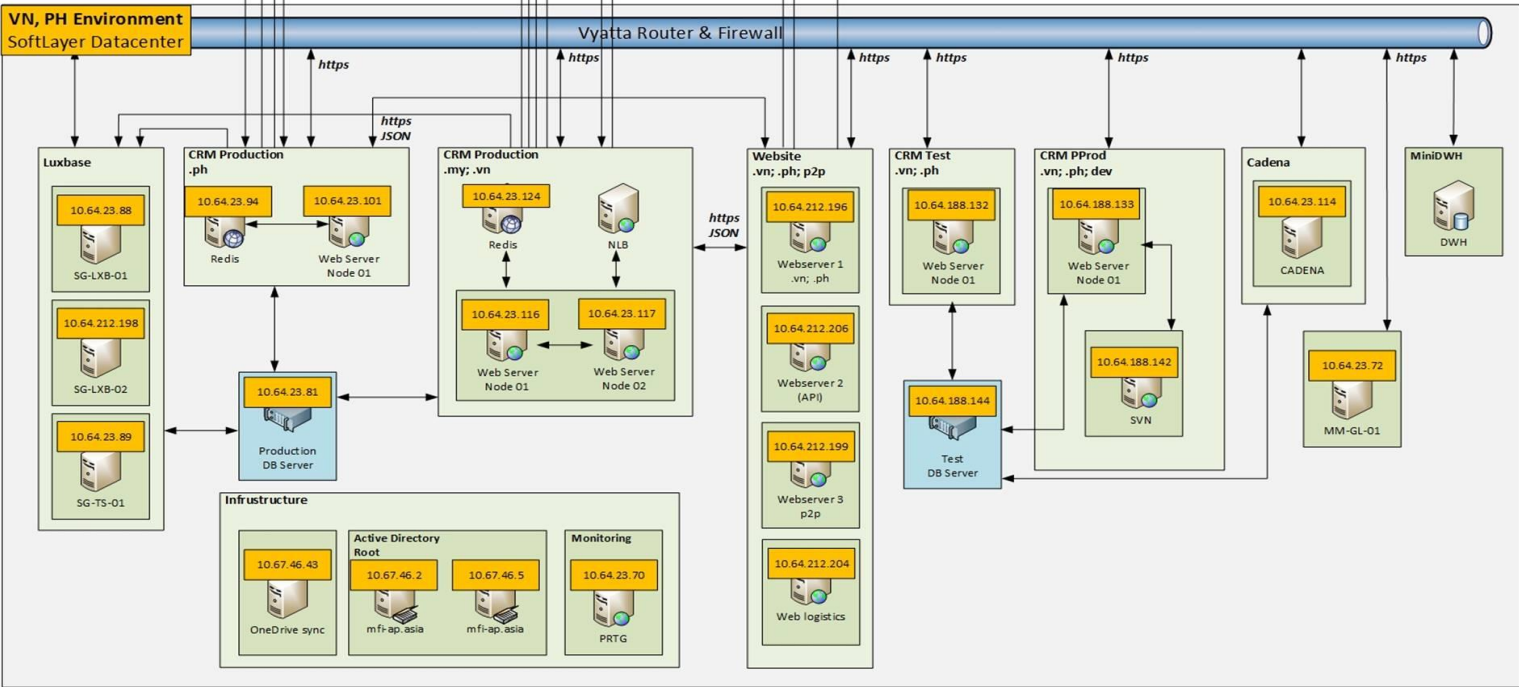 VN, PH Environment
SoftLayer Datacenter
Vyatta Router & Firewall
https
https
https
https
https
https
https
JSON
https
JSON
Luxbase
10.64.23.88
SG-LXB-01
10.64.212.198
SG-LXB-02
10.64.23.89
SG-TS-01
CRM Production
.ph
10.64.23.94
Redis
10.64.23.101
Web Server
Node 01
10.64.23.81
Production
DB Server
CRM Production
.my; .vn
10.64.23.124
Redis
NLB
10.64.23.116
Web Server
Node 01
10.64.23.117
Web Server
Node 02
Website
.vn; .ph; p2p
10.64.212.196
Webserver 1
.vn; .ph
10.64.212.206
Webserver 2
(API)
10.64.212.199
Webserver 3
p2p
10.64.212.204
Web logistics
CRM Test
.vn; .ph
10.64.188.132
Web Server
Node 01
10.64.188.144
Test
DB Server
CRM PProd
.vn; .ph; dev
10.64.188.133
Web Server
Node 01
10.64.188.142
SVN
Cadena
10.64.23.114
CADENA
10.64.23.72
MM-GL-01
MiniDWH
DWH
Infrustructure
10.67.46.43
OneDrive sync
Active Directory
Root
10.67.46.2
mfi-ap.asia
10.67.46.5
mfi-ap.asia
Monitoring
10.64.23.70
PRTG